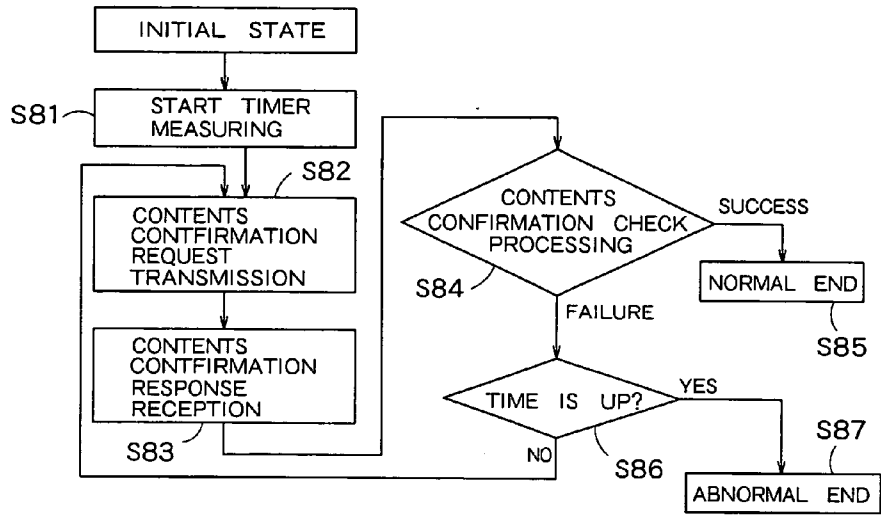 INITIAL STATE
S81
START TIMER
MEASURING
S82
CONTENTS
CONTFIRMATION
REQUEST
TRANSMISSION
CONTENTS
CONTFIRMATION
RESPONSE
RECEPTION
S83
CONTENTS
CONFIRMATION CHECK
PROCESSING
S84
SUCCESS
NORMAL END
S85
FAILURE
TIME IS UP?
YES
NO
S86
S87
ABNORMAL END